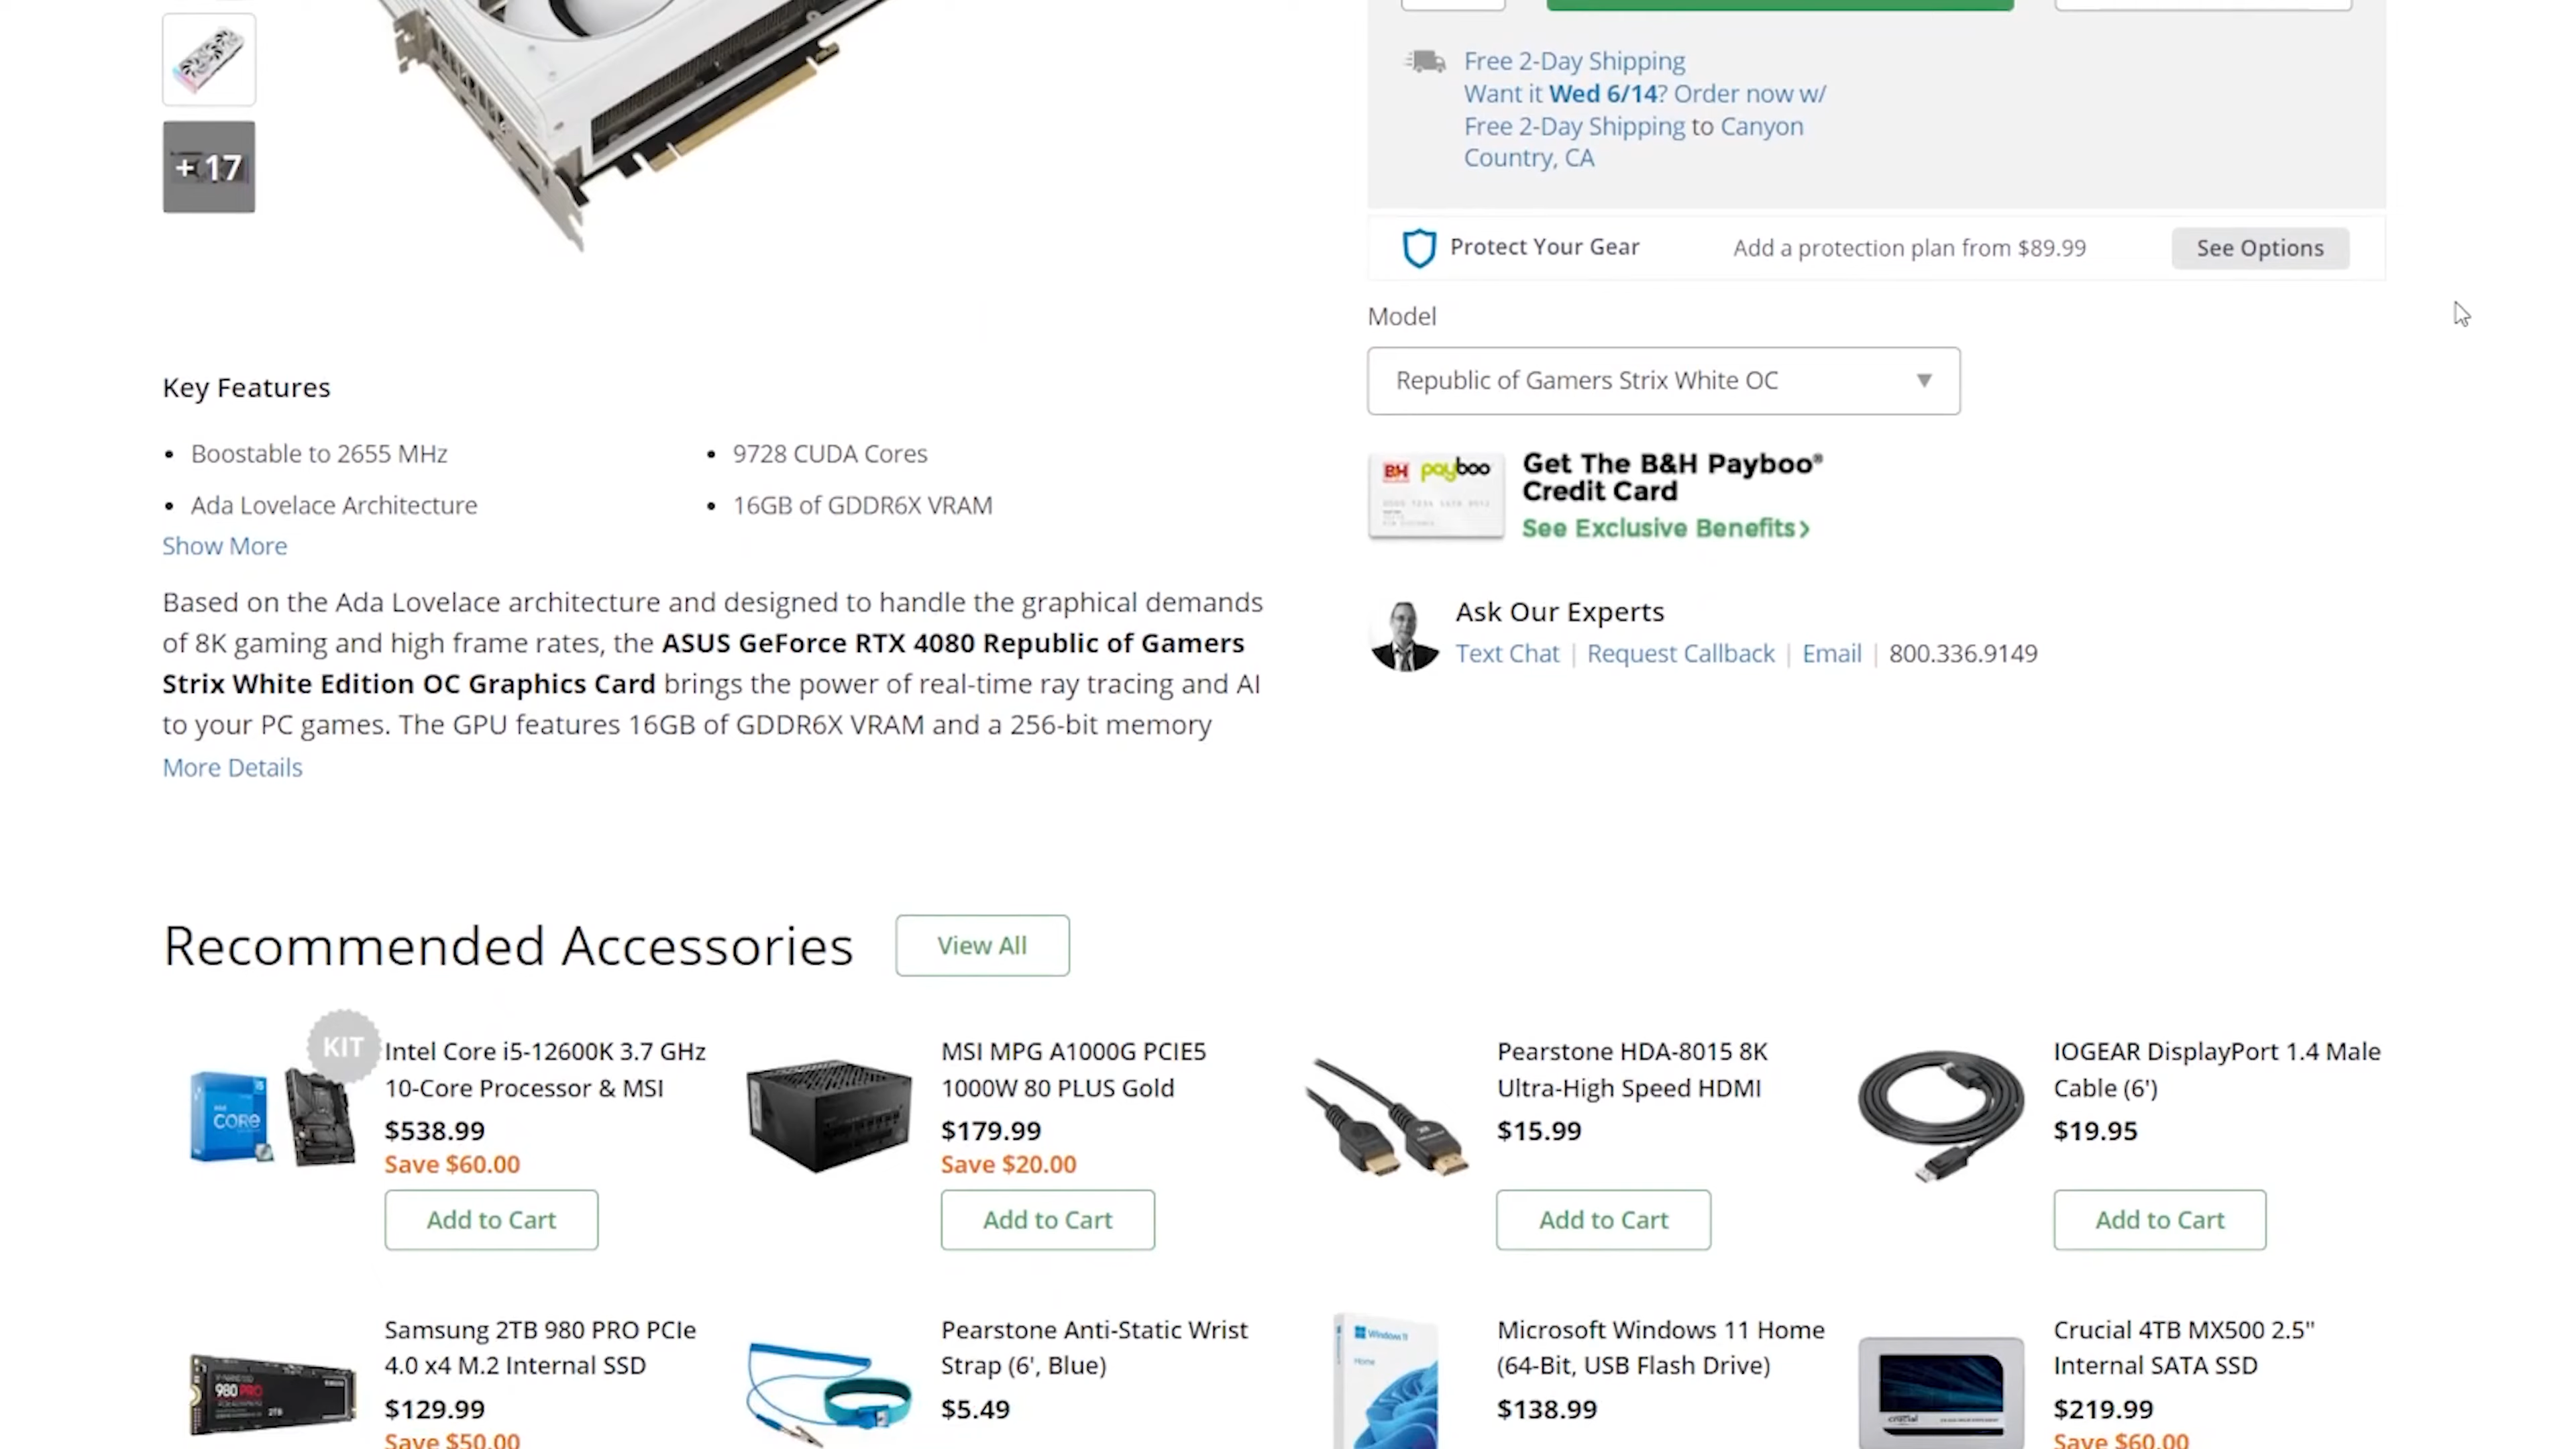 + 17
Free 2-Day Shipping
Want it Wed 6/14? Order now w/
Free 2-Day Shipping to Canyon
Country, CA
Protect Your Gear
Add a protection plan from $89.99
See Options
Model
Republic of Gamers Strix White OC
Key Features
Boostable to 2655 MHz
9728 CUDA Cores
Ada Lovelace Architecture
16GB of GDDR6X VRAM
Show More
B&H payboo
Get The B&H Payboo®
Credit Card
See Exclusive Benefits>
Based on the Ada Lovelace architecture and designed to handle the graphical demands
of 8K gaming and high frame rates, the ASUS GeForce RTX 4080 Republic of Gamers
Strix White Edition OC Graphics Card brings the power of real-time ray tracing and AI
to your PC games. The GPU features 16GB of GDDR6X VRAM and a 256-bit memory
More Details
Ask Our Experts
Text Chat | Request Callback | Email | 800.336.9149
Recommended Accessories
View All
KIT
CORE
i5
Intel Core i5-12600K 3.7 GHz
10-Core Processor & MSI
$538.99
Save $60.00
Add to Cart
MSI MPG A1000G PCIE5
1000W 80 PLUS Gold
$179.99
Save $20.00
Add to Cart
Pearstone HDA-8015 8K
Ultra-High Speed HDMI
$15.99
Add to Cart
IOGEAR DisplayPort 1.4 Male
Cable (6')
$19.95
Add to Cart
980 PRO
2TB
Samsung 2TB 980 PRO PCIe
4.0 x4 M.2 Internal SSD
$129.99
Save $50.00
Pearstone Anti-Static Wrist
Strap (6', Blue)
$5.49
Windows 11
Home
Microsoft Windows 11 Home
(64-Bit, USB Flash Drive)
$138.99
crucial
Crucial 4TB MX500 2.5"
Internal SATA SSD
$219.99
Save $60.00